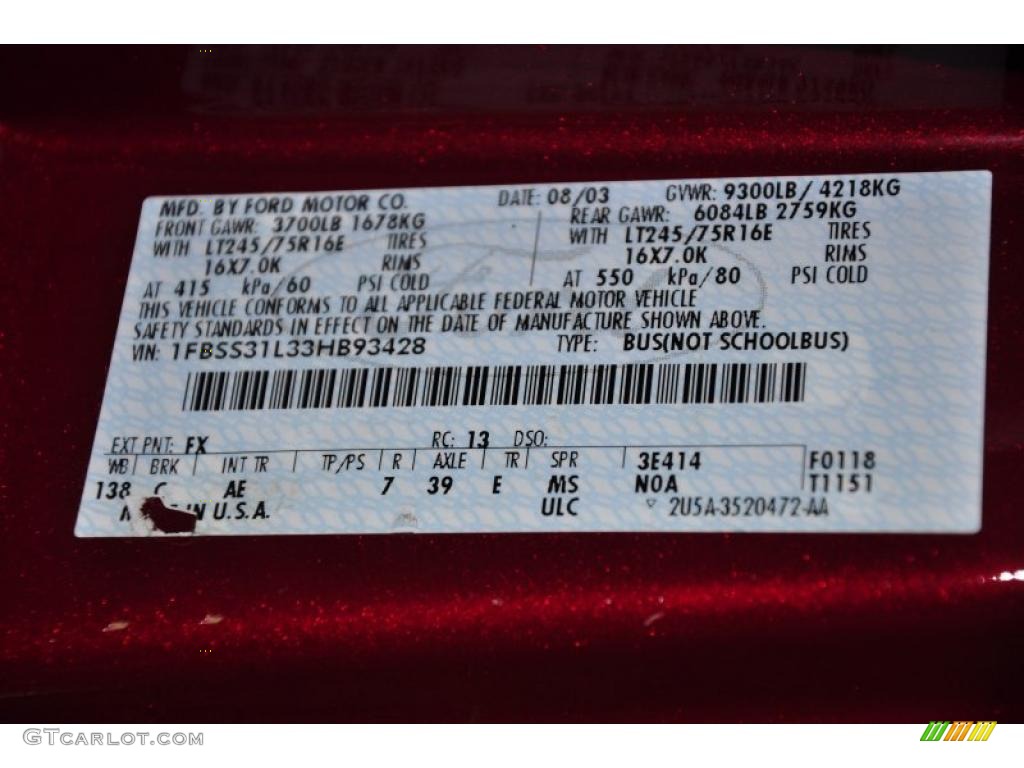 MFD. BY FORD MOTOR CO. DATE: 08/03 GVWR: 9300LB/ 4218KG
FRONT GAWR: 3700LB 1678KG REAR GAWR: 6084LB 2759KG
WITH LT245/75R16E TIRES WITH LT245/75R16E TIRES
16X7.0K RIMS 16X7.0K RIMS
AT 415 kPa/60 PSI COLD AT 550 kPa/80 PSI COLD
THIS VEHICLE CONFORMS TO ALL APPLICABLE FEDERAL MOTOR VEHICLE
SAFETY STANDARDS IN EFFECT ON THE DATE OF MANUFACTURE SHOWN ABOVE.
VIN: 1FBSS31L33HB93428 TYPE: BUS(NOT SCHOOLBUS)
EXT PNT: FX RC: 13 DSO:
WB BRK INT TR TP/PS R AXLE TR SPR 3E414 F0118
138 C AE 7 39 E MS N0A T1151
IN U.S.A. ULC 2U5A-3520472-AA
GTCARLOT.COM